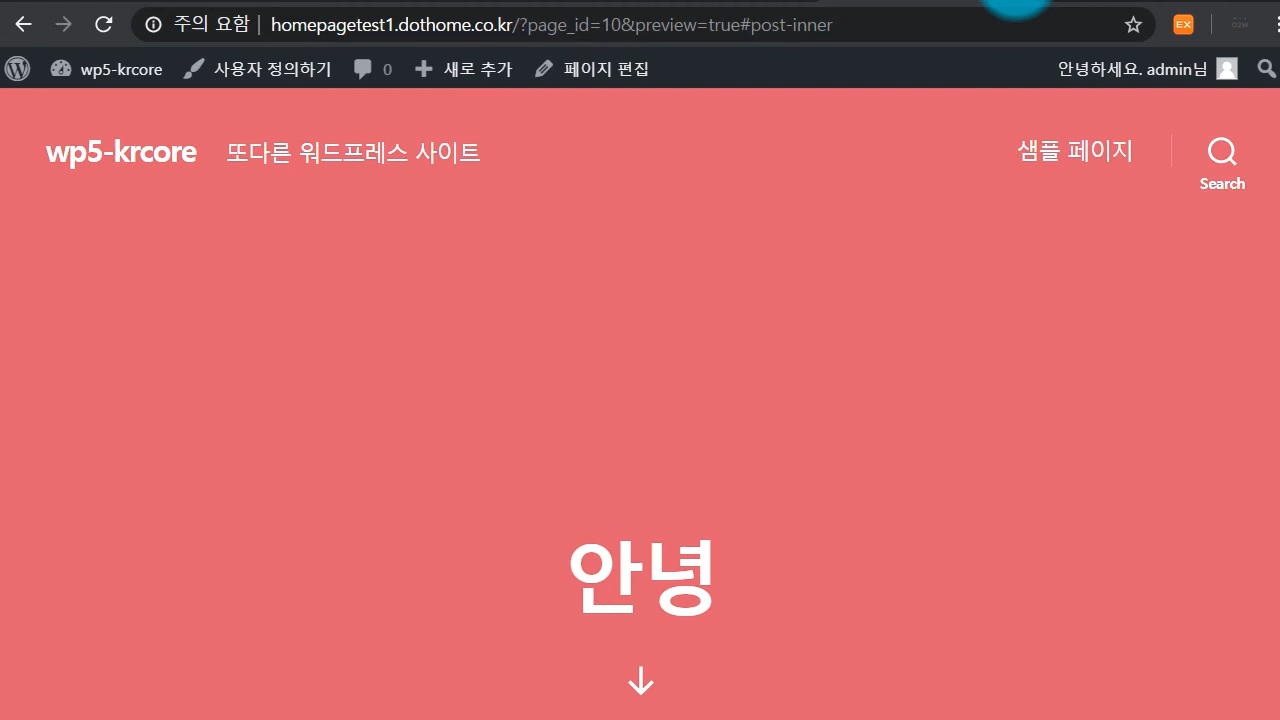 주의 요함 | homepagetest1.dothome.co.kr/?page_id=10&preview=true#post-inner
EX
wp5-krcore 사용자 정의하기 0 새로 추가 페이지 편집 안녕하세요. admin님
wp5-krcore 또다른 워드프레스 사이트 샘플 페이지
Search
안녕